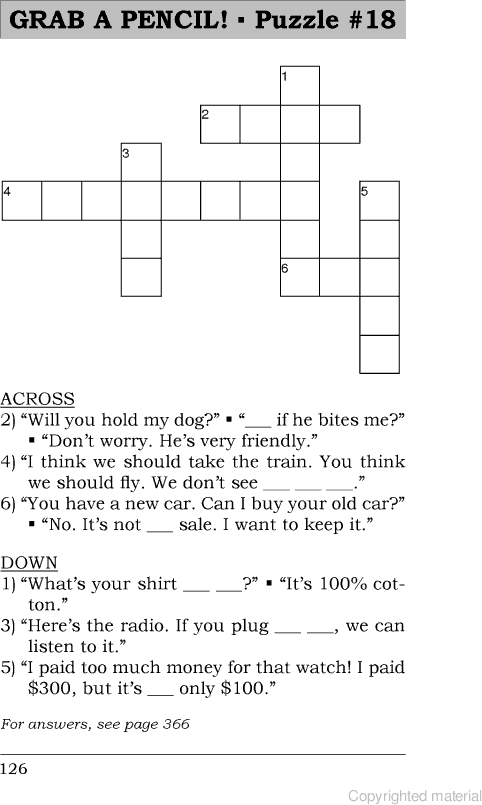 GRAB A PENCIL! ▪ Puzzle #18
1
2
3
4
5
6
ACROSS
2) “Will you hold my dog?” ▪ “___ if he bites me?”
▪ “Don’t worry. He’s very friendly.”
4) “I think we should take the train. You think
we should fly. We don’t see ___ ___ ___.”
6) “You have a new car. Can I buy your old car?”
▪ “No. It’s not ___ sale. I want to keep it.”
DOWN
1) “What’s your shirt ___ ___?” ▪ “It’s 100% cot-
ton.”
3) “Here’s the radio. If you plug ___ ___, we can
listen to it.”
5) “I paid too much money for that watch! I paid
$300, but it’s ___ only $100.”
For answers, see page 366
126
Copyrighted material